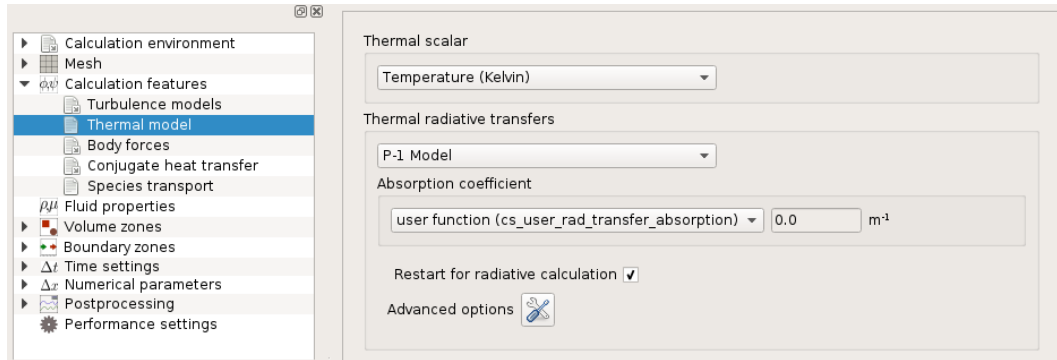 Calculation environment
Mesh
φ,ψ Calculation features
Turbulence models
Thermal model
Body forces
Conjugate heat transfer
Species transport
ρ,μ Fluid properties
Volume zones
Boundary zones
Δt Time settings
Δx Numerical parameters
Postprocessing
Performance settings
Thermal scalar
Temperature (Kelvin)
Thermal radiative transfers
P-1 Model
Absorption coefficient
user function (cs_user_rad_transfer_absorption) 0.0 m⁻¹
Restart for radiative calculation
Advanced options